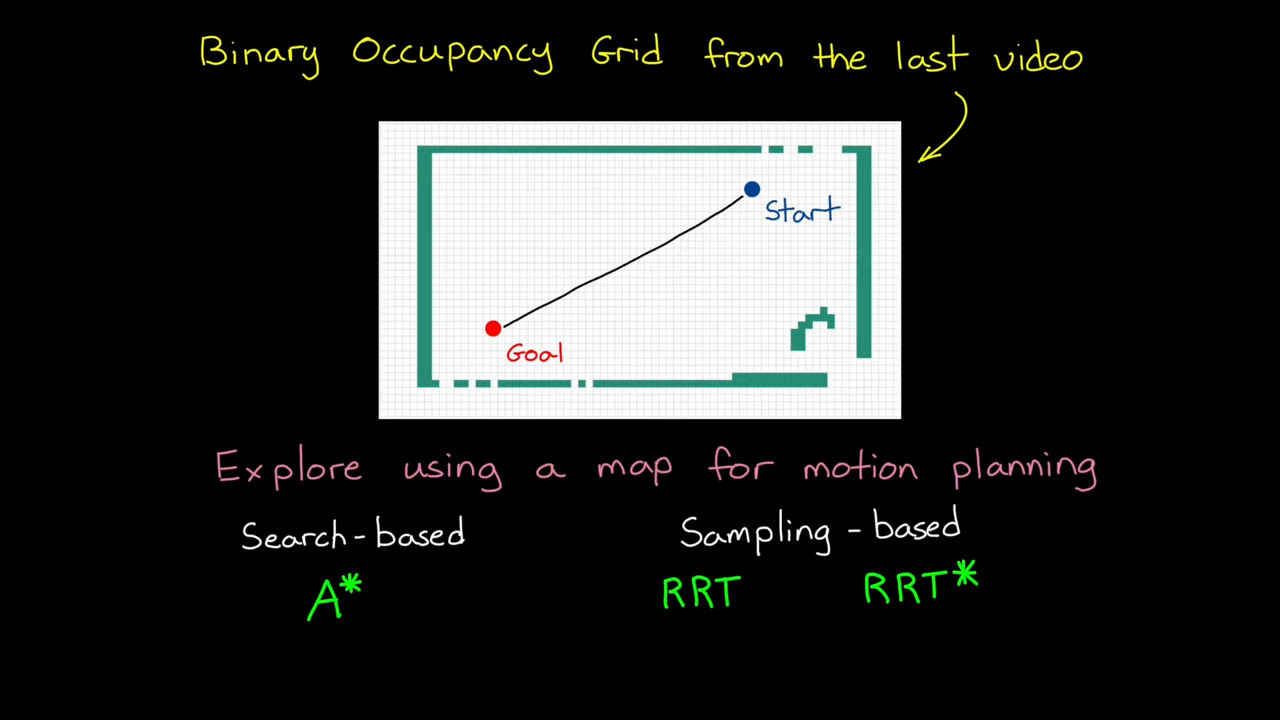 Binary Occupancy Grid from the last video
Start
Goal
Explore using a map for motion planning
Search-based
Sampling-based
A*
RRT
RRT*